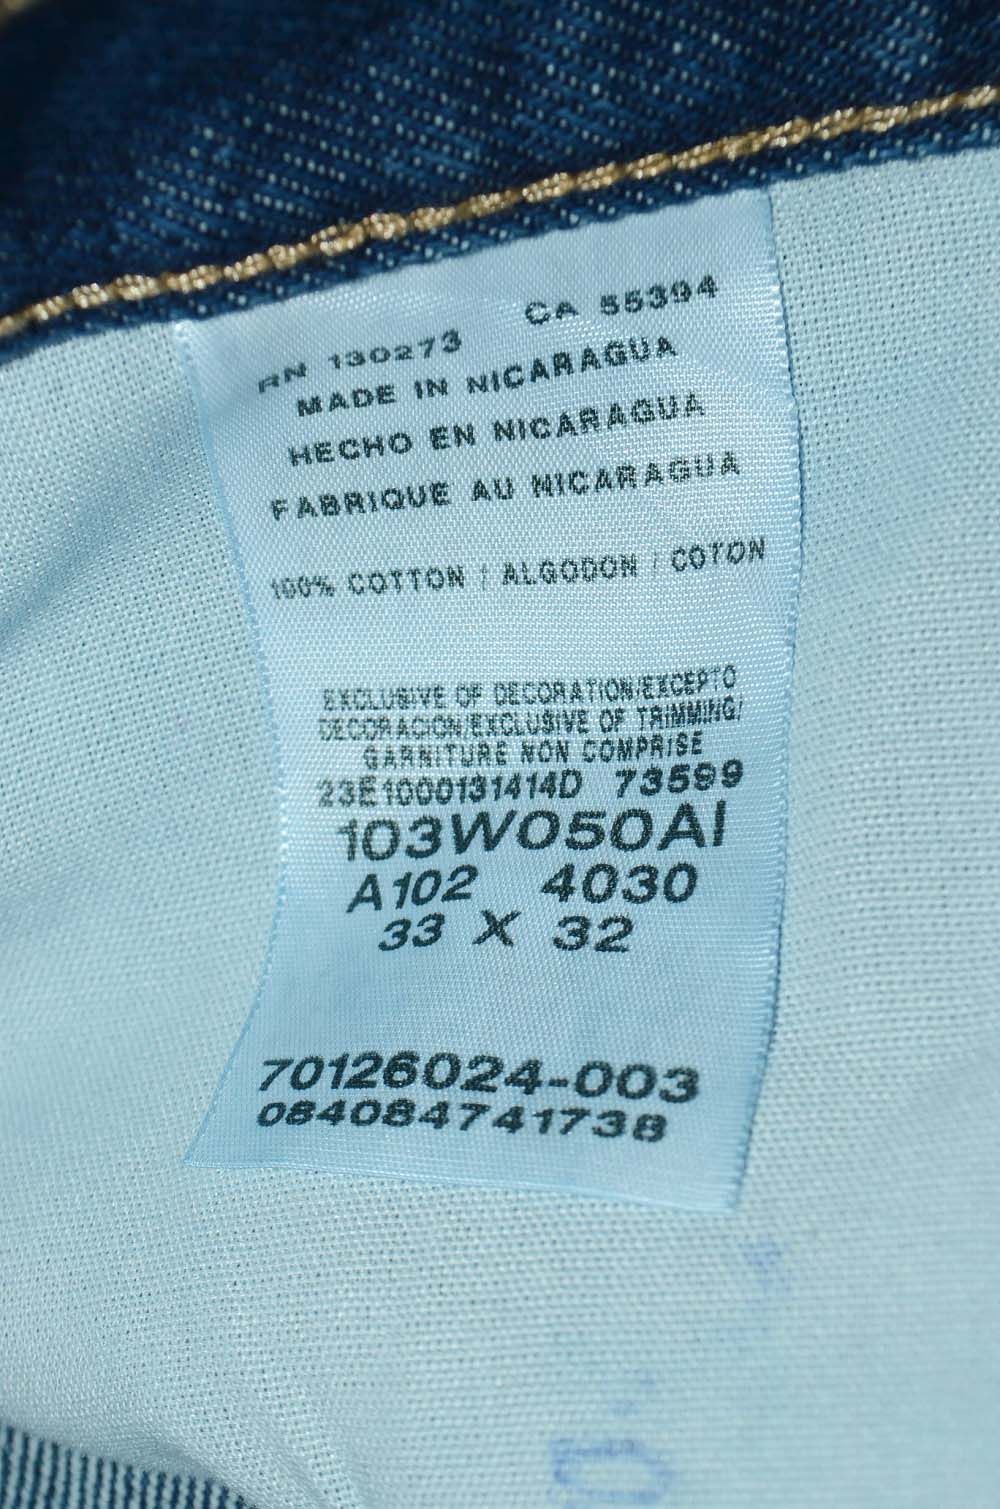 RN 130273 CA 55394
MADE IN NICARAGUA
HECHO EN NICARAGUA
FABRIQUE AU NICARAGUA
100% COTTON / ALGODON / COTON
EXCLUSIVE OF DECORATION/EXCEPTO
DECORACION/EXCLUSIVE OF TRIMMING/
GARNITURE NON COMPRISE
23E1000131414D 73599
103W050AI
A102 4030
33 X 32
70126024-003
084084741738